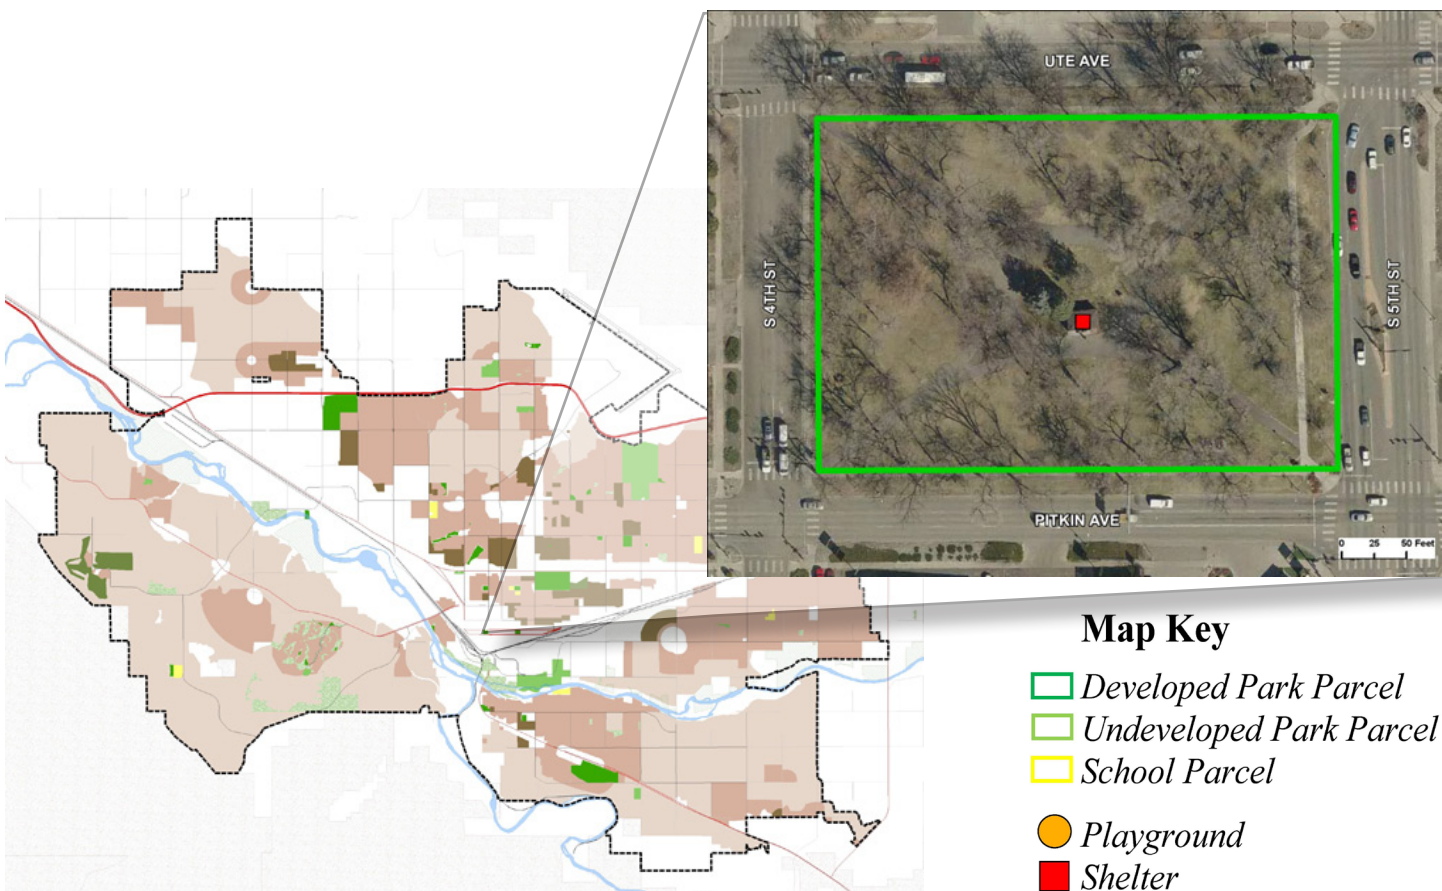 UTE AVE
S 4TH ST
S 5TH ST
PITKIN AVE
0 25 50 Feet
Map Key
Developed Park Parcel
Undeveloped Park Parcel
School Parcel
Playground
Shelter